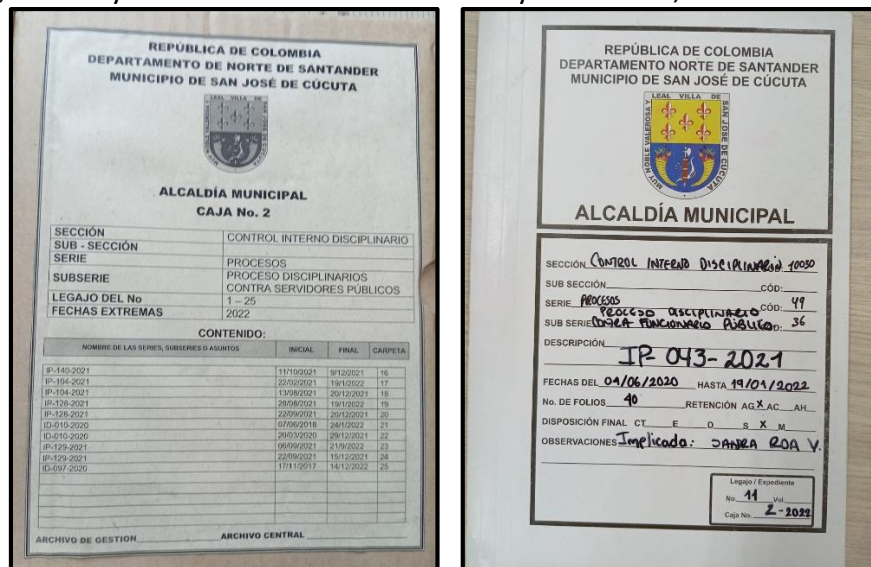 REPÚBLICA DE COLOMBIA
DEPARTAMENTO NORTE DE SANTANDER
MUNICIPIO DE SAN JOSÉ DE CÚCUTA
ALCALDÍA MUNICIPAL
CAJA No. 2
SECCIÓN CONTROL INTERNO DISCIPLINARIO
SUB - SECCIÓN
SERIE PROCESOS
SUBSERIE PROCESO DISCIPLINARIOS
CONTRA SERVIDORES PÚBLICOS
LEGAJO DEL No 1 – 25
FECHAS EXTREMAS 2022
CONTENIDO:
NOMBRE DE LAS SERIES, SUBSERIES O ASUNTOS INICIAL FINAL CARPETA
IP-140-2021 11/10/2021 9/12/2021 16
IP-104-2021 22/02/2021 19/1/2022 17
IP-104-2021 13/08/2021 20/12/2021 18
IP-126-2021 28/08/2021 19/1/2022 19
IP-126-2021 22/09/2021 20/12/2021 20
ID-010-2020 07/06/2018 24/1/2022 21
ID-010-2020 20/03/2020 29/12/2021 22
IP-129-2021 06/09/2021 21/9/2022 23
IP-129-2021 22/09/2021 15/12/2021 24
ID-097-2020 17/11/2017 14/12/2022 25
ARCHIVO DE GESTION ARCHIVO CENTRAL
REPÚBLICA DE COLOMBIA
DEPARTAMENTO NORTE DE SANTANDER
MUNICIPIO DE SAN JOSÉ DE CÚCUTA
LEAL VILLA DE
MUY NOBLE VALEROSA Y
SAN JOSE DE CUCUTA
ALCALDÍA MUNICIPAL
SECCIÓN CONTROL INTERNO DISCIPLINARIO 10050
SUB SECCIÓN CÓD:
SERIE PROCESOS CÓD: 49
PROCESO DISCIPLINARIO
SUB SERIE CONTRA FUNCIONARIO PÚBLICO 36
DESCRIPCIÓN
IP-043-2021
FECHAS DEL 04/06/2020 HASTA 19/01/2022
No. DE FOLIOS 40 RETENCIÓN AG X AC AH
DISPOSICIÓN FINAL CT E D S X M
OBSERVACIONES Implicada: SANDRA ROA V.
Legajo / Expediente
No. 11 Vol.
Caja No. 2-2022